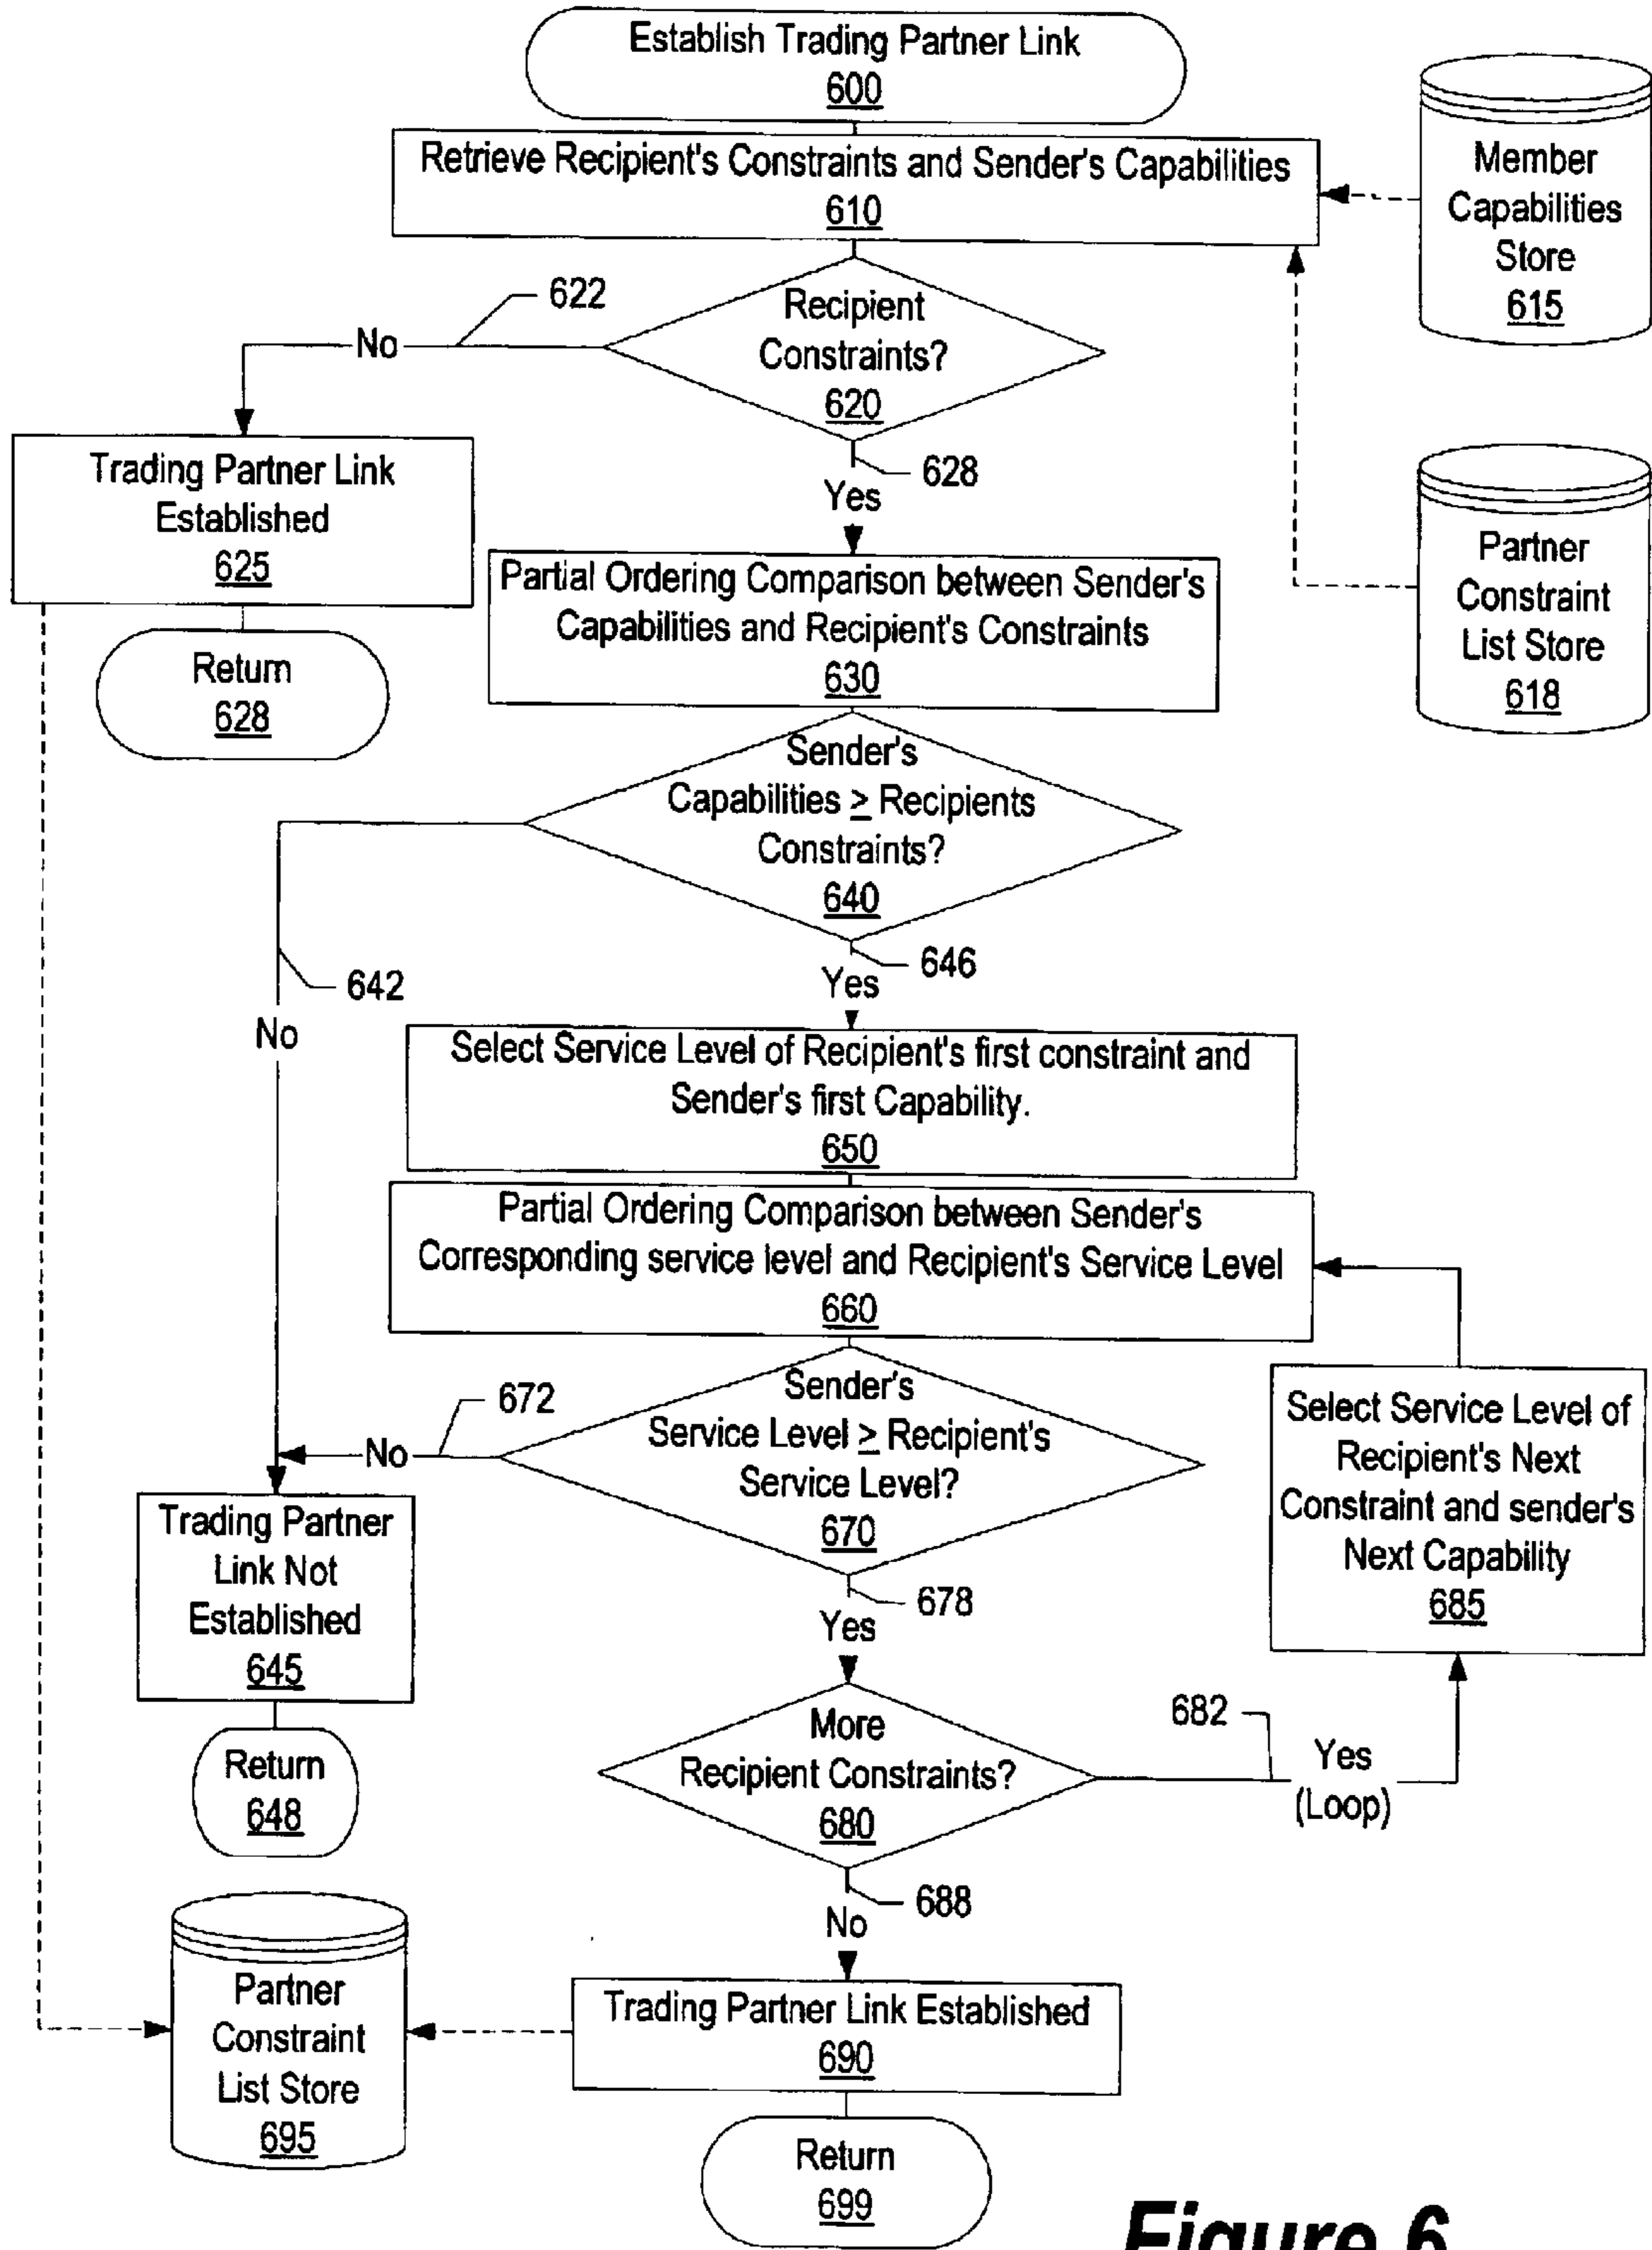 Establish Trading Partner Link
600
Retrieve Recipient's Constraints and Sender's Capabilities
610
Member
Capabilities
Store
615
622
No
Recipient
Constraints?
620
628
Yes
Trading Partner Link
Established
625
Return
628
Partner
Constraint
List Store
618
Partial Ordering Comparison between Sender's
Capabilities and Recipient's Constraints
630
Sender's
Capabilities ≥ Recipients
Constraints?
640
642
No
646
Yes
Select Service Level of Recipient's first constraint and
Sender's first Capability.
650
Partial Ordering Comparison between Sender's
Corresponding service level and Recipient's Service Level
660
672
No
Sender's
Service Level ≥ Recipient's
Service Level?
670
678
Yes
Select Service Level of
Recipient's Next
Constraint and sender's
Next Capability
685
Trading Partner
Link Not
Established
645
Return
648
More
Recipient Constraints?
680
682
Yes
(Loop)
688
No
Partner
Constraint
List Store
695
Trading Partner Link Established
690
Return
699
Figure 6